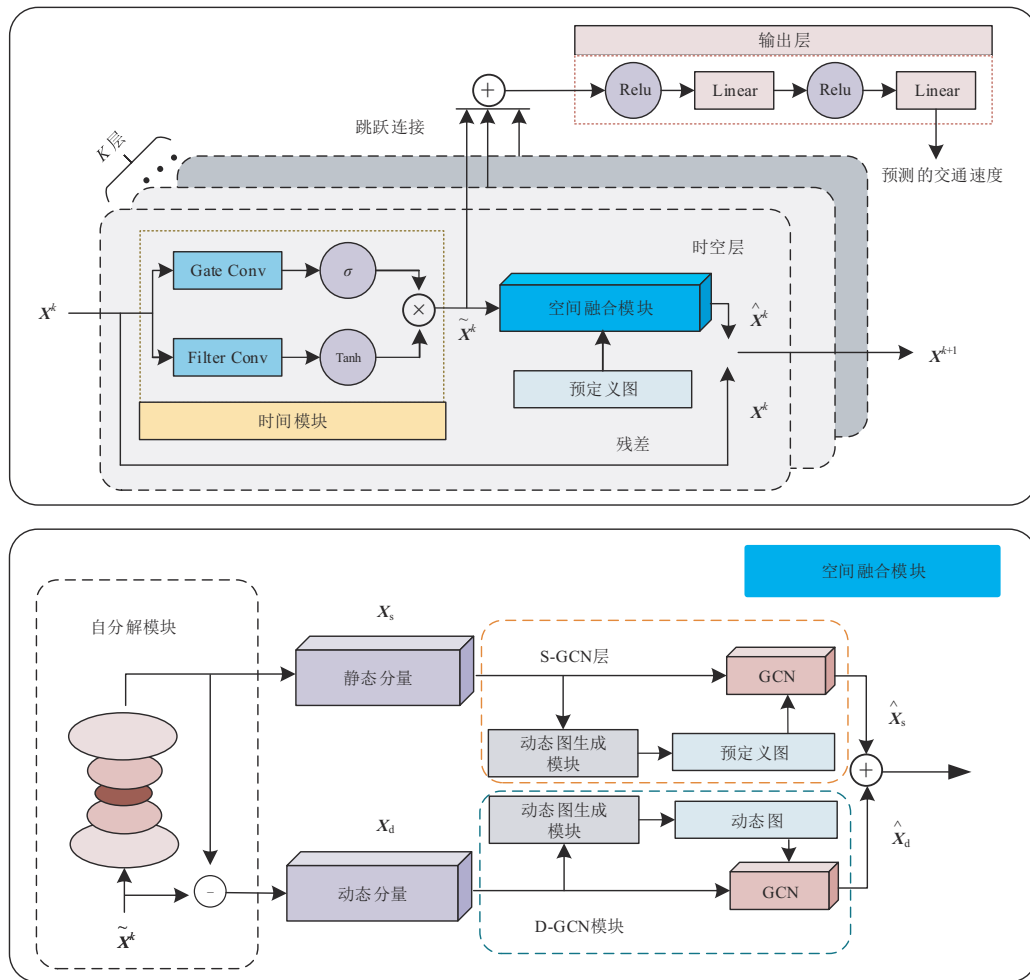 输出层
Relu
Linear
Relu
Linear
预测的交通速度
跳跃连接
K 层
时空层
Gate Conv
σ
X^k
×
X̃^k
空间融合模块
X̂^k
Filter Conv
Tanh
预定义图
X^{k+1}
X^k
时间模块
残差
空间融合模块
自分解模块
X_s
静态分量
S-GCN层
GCN
动态图生成
模块
预定义图
X̂_s
X_d
动态分量
动态图生成
模块
动态图
GCN
X̂_d
D-GCN模块
X̃^k